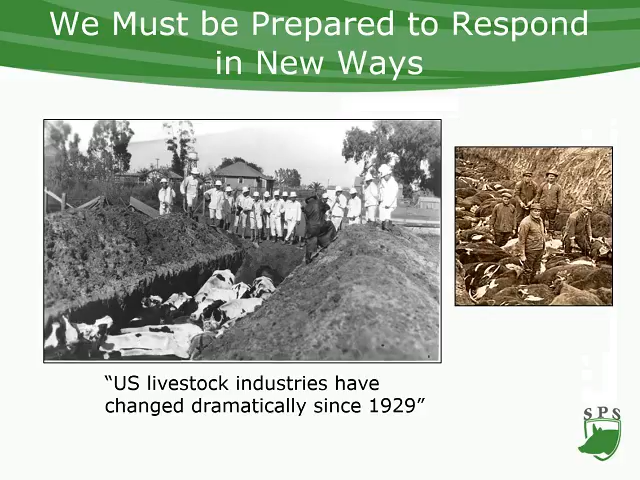 We Must be Prepared to Respond
in New Ways
“US livestock industries have
changed dramatically since 1929”
SPS